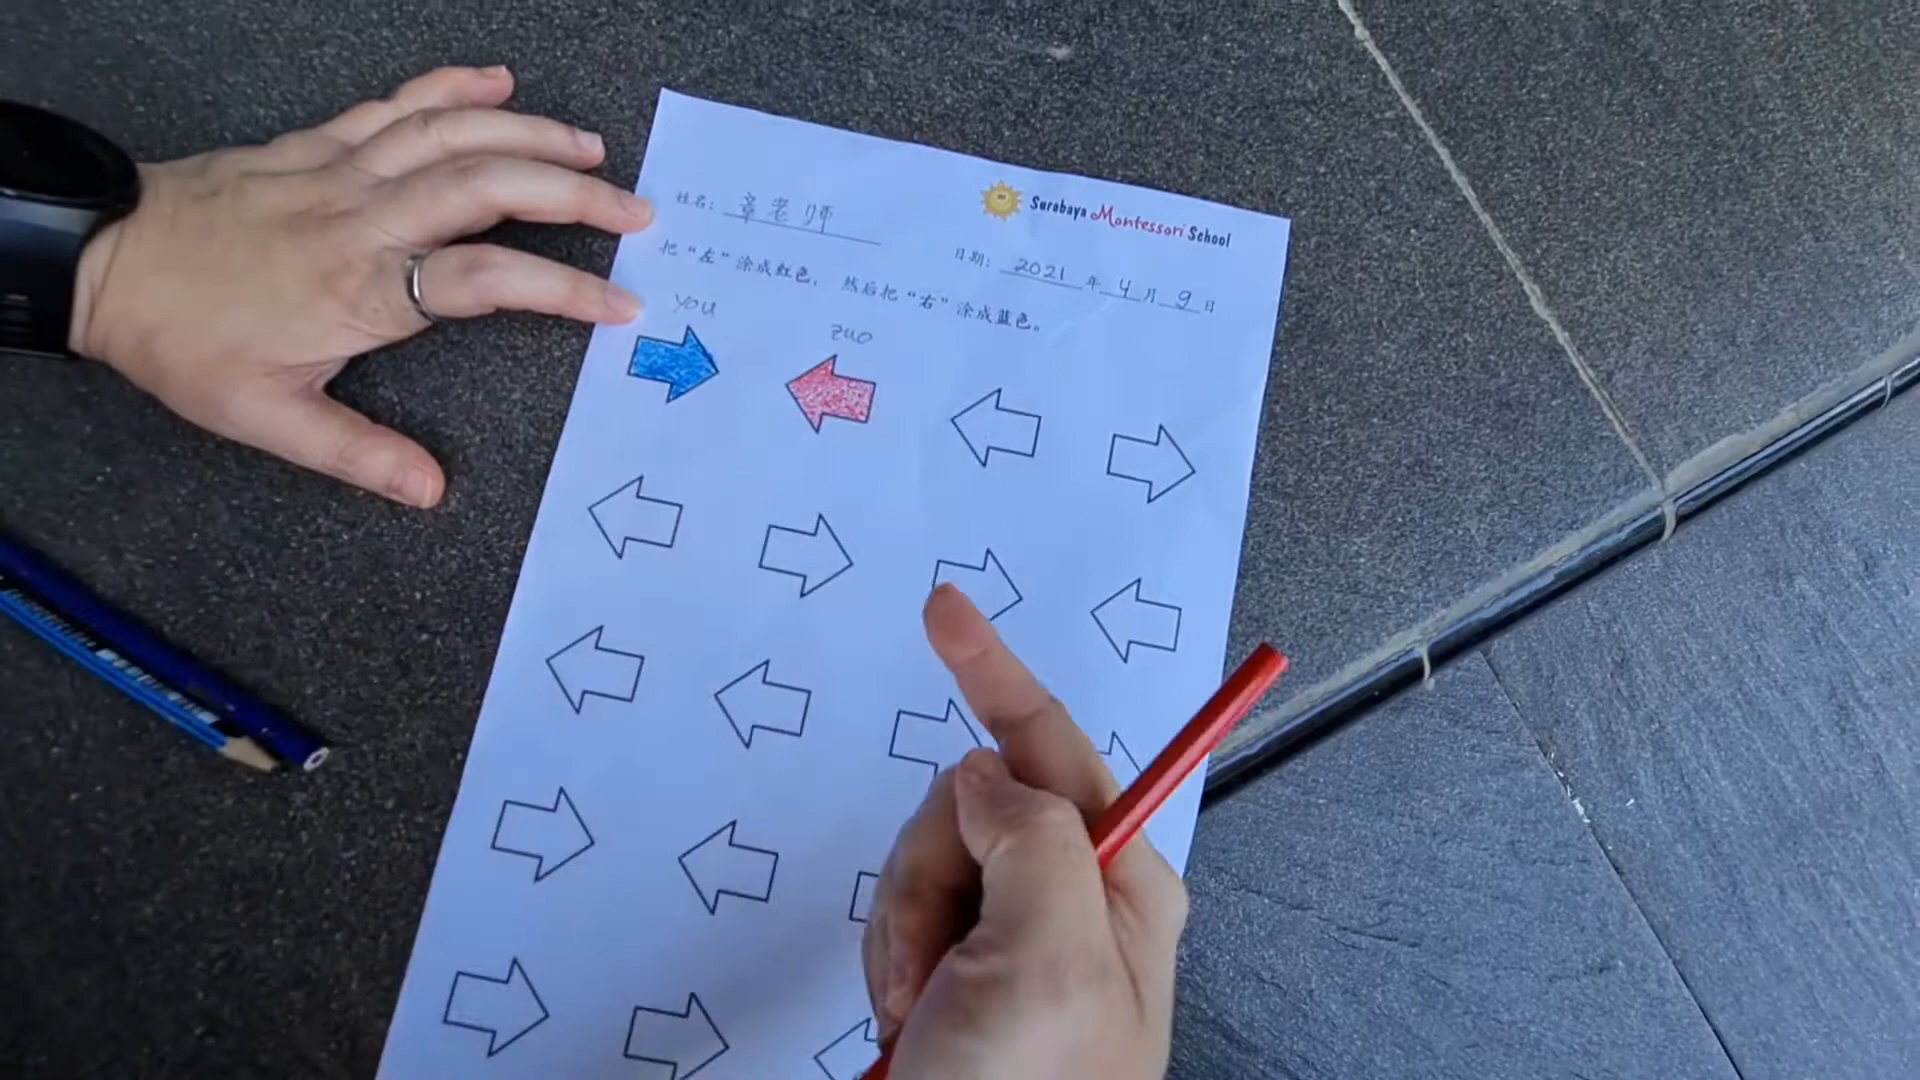 Surabaya Montessori School
姓名: 章老师
日期: 2021 年 4 月 9 日
把“左”涂成红色, 然后把“右”涂成蓝色。
you
zuo